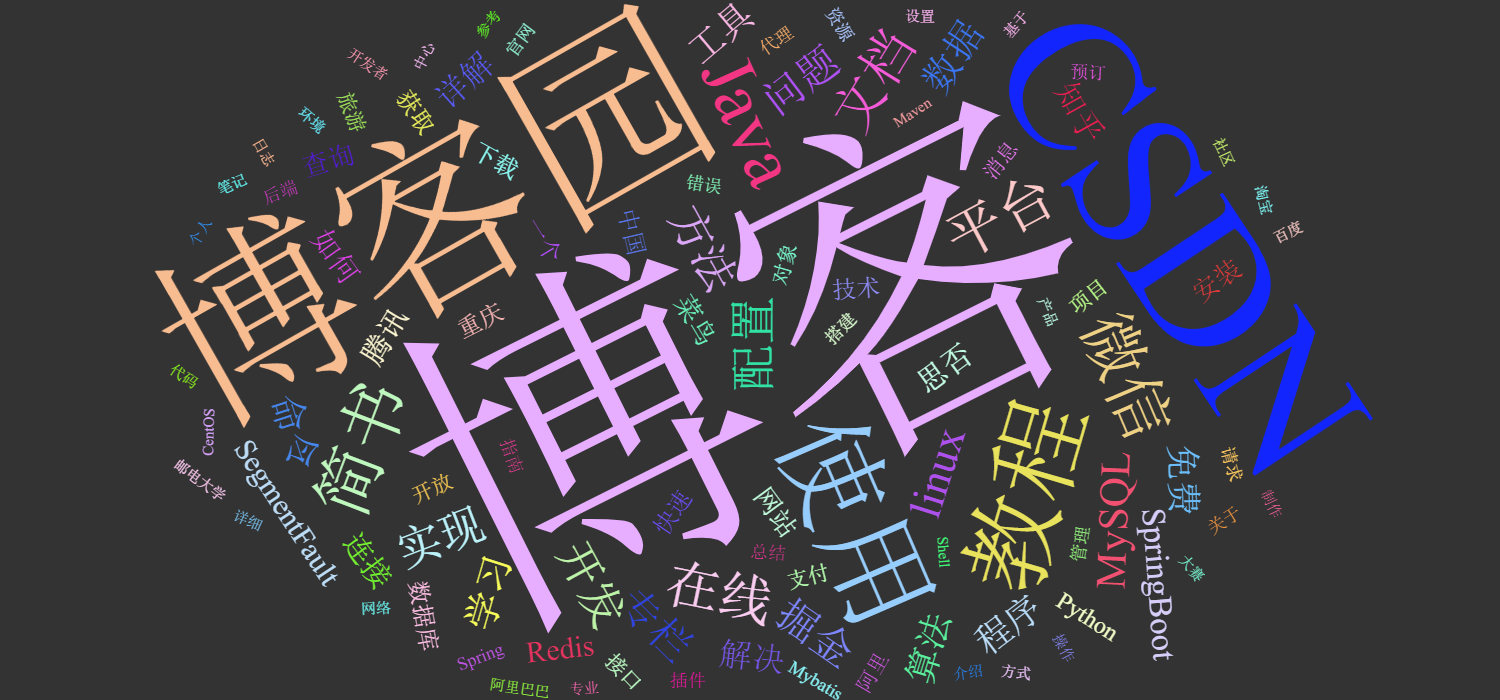 博客园
博客
CSDN
Java
工具
代理
资源
设置
基于
数据
文档
问题
Maven
参考
官网
中心
开发者
详解
获取
旅游
环境
日志
查询
笔记
后端
个人
如何
下载
错误
消息
平台
预订
知乎
社区
淘宝
百度
安装
一个
中国
方法
对象
技术
搭建
菜鸟
配置
思否
产品
项目
微信
重庆
腾讯
代码
命令
简书
CentOS
邮电大学
详细
SegmentFault
开放
指南
实现
连接
网络
数据库
学今
开发
快递
网站
使用
linux
教程
MySQL
免费
请求
制作
关于
SpringBoot
管理
大赛
Shell
总结
支付
在线
专栏
掘金
解决
Mybatis
阿里
算法
程序
Python
操作
介绍
方式
Spring
Redis
接口
插件
阿里巴巴
专业